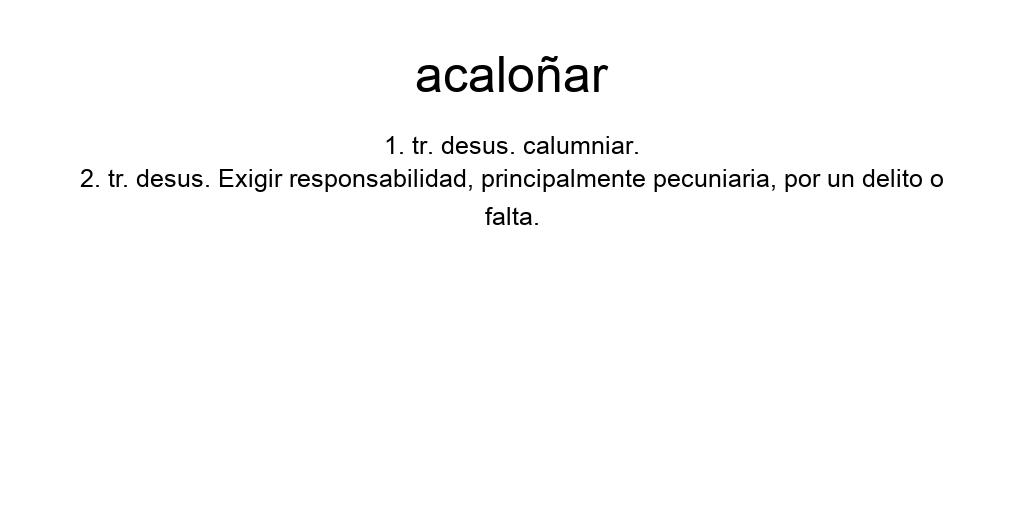 acaloñar
1. tr. desus. calumniar.
2. tr. desus. Exigir responsabilidad, principalmente pecuniaria, por un delito o
falta.